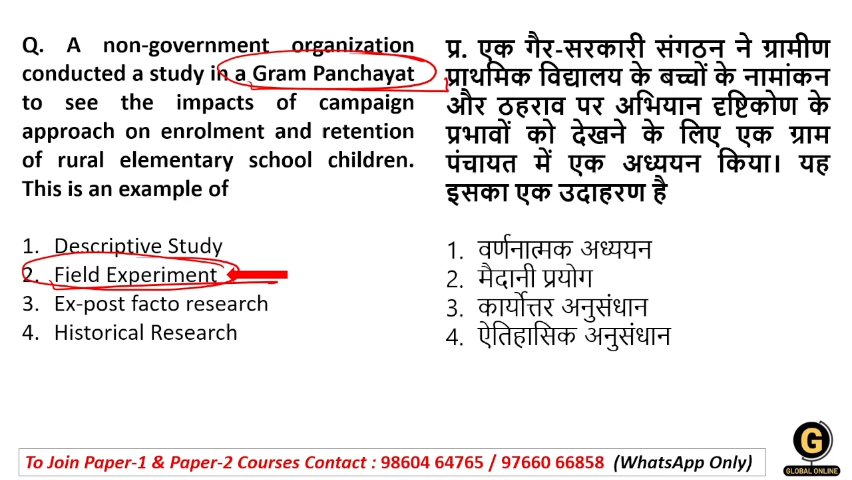 Q. A non-government organization
conducted a study in a Gram Panchayat
to see the impacts of campaign
approach on enrolment and retention
of rural elementary school children.
This is an example of
1. Descriptive Study
2. Field Experiment
3. Ex-post facto research
4. Historical Research
प्र. एक गैर-सरकारी संगठन ने ग्रामीण
प्राथमिक विद्यालय के बच्चों के नामांकन
और ठहराव पर अभियान दृष्टिकोण के
प्रभावों को देखने के लिए एक ग्राम
पंचायत में एक अध्ययन किया। यह
इसका एक उदाहरण है
1. वर्णनात्मक अध्ययन
2. मैदानी प्रयोग
3. कार्योत्तर अनुसंधान
4. ऐतिहासिक अनुसंधान
To Join Paper-1 & Paper-2 Courses Contact : 98604 64765 / 97660 66858 (WhatsApp Only)
G
GLOBAL ONLINE